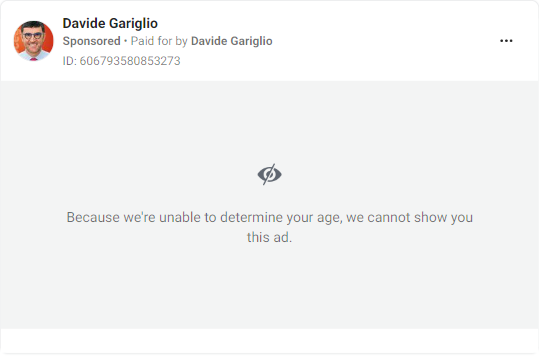 Davide Gariglio
Sponsored • Paid for by Davide Gariglio
ID: 606793580853273
Because we're unable to determine your age, we cannot show you
this ad.